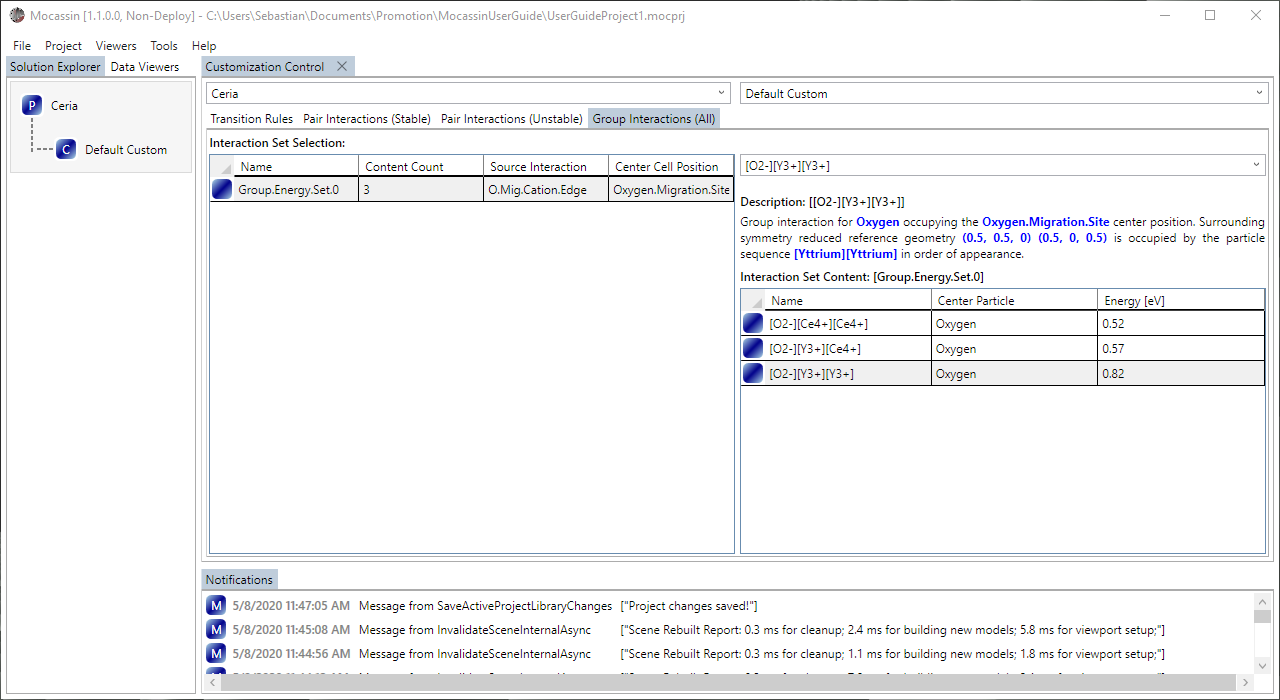 Mocassin [1.1.0.0, Non-Deploy] - C:\Users\Sebastian\Documents\Promotion\MocassinUserGuide\UserGuideProject1.mocprj
File Project Viewers Tools Help
Solution Explorer Data Viewers
Customization Control
P Ceria
C Default Custom
Ceria
Default Custom
Transition Rules Pair Interactions (Stable) Pair Interactions (Unstable) Group Interactions (All)
Interaction Set Selection:
Name Content Count Source Interaction Center Cell Position
Group.Energy.Set.0 3 O.Mig.Cation.Edge Oxygen.Migration.Site
[O2-][Y3+][Y3+]
Description: [[O2-][Y3+][Y3+]]
Group interaction for Oxygen occupying the Oxygen.Migration.Site center position. Surrounding
symmetry reduced reference geometry (0.5, 0.5, 0) (0.5, 0, 0.5) is occupied by the particle
sequence [Yttrium][Yttrium] in order of appearance.
Interaction Set Content: [Group.Energy.Set.0]
Name Center Particle Energy [eV]
[O2-][Ce4+][Ce4+] Oxygen 0.52
[O2-][Y3+][Ce4+] Oxygen 0.57
[O2-][Y3+][Y3+] Oxygen 0.82
Notifications
M 5/8/2020 11:47:05 AM Message from SaveActiveProjectLibraryChanges ["Project changes saved!"]
M 5/8/2020 11:45:08 AM Message from InvalidateSceneInternalAsync ["Scene Rebuilt Report: 0.3 ms for cleanup; 2.4 ms for building new models; 5.8 ms for viewport setup;"]
M 5/8/2020 11:44:56 AM Message from InvalidateSceneInternalAsync ["Scene Rebuilt Report: 0.3 ms for cleanup; 1.1 ms for building new models; 1.8 ms for viewport setup;"]